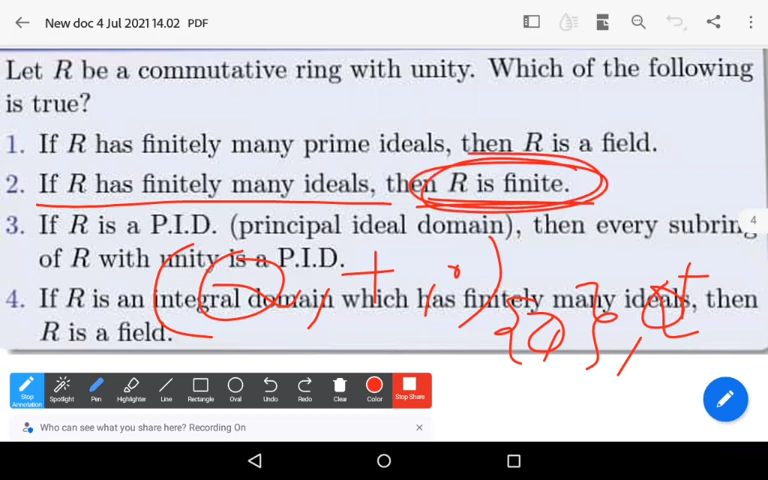 New doc 4 Jul 2021 14.02 PDF
Let R be a commutative ring with unity. Which of the following
is true?
1. If R has finitely many prime ideals, then R is a field.
2. If R has finitely many ideals, then R is finite.
3. If R is a P.I.D. (principal ideal domain), then every subring
of R with unity is a P.I.D.
4
4. If R is an integral domain which has finitely many ideals, then
R is a field.
Stop Annotation Spotlight Pen Highlighter Line Rectangle Oval Undo Redo Clear Color Stop Share
Who can see what you share here? Recording On